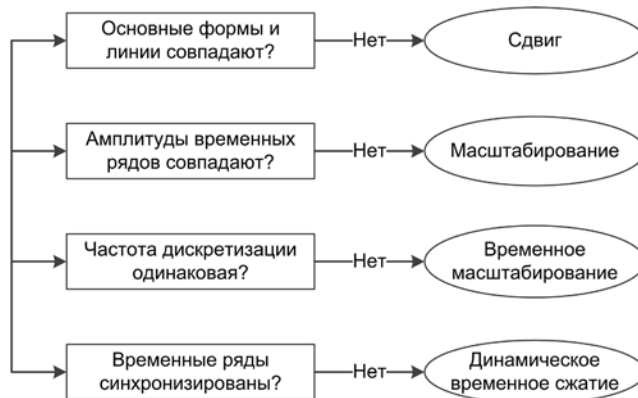 Основные формы и
линии совпадают?
Нет
Сдвиг
Амплитуды временных
рядов совпадают?
Нет
Масштабирование
Частота дискретизации
одинаковая?
Нет
Временное
масштабирование
Временные ряды
синхронизированы?
Нет
Динамическое
временное сжатие